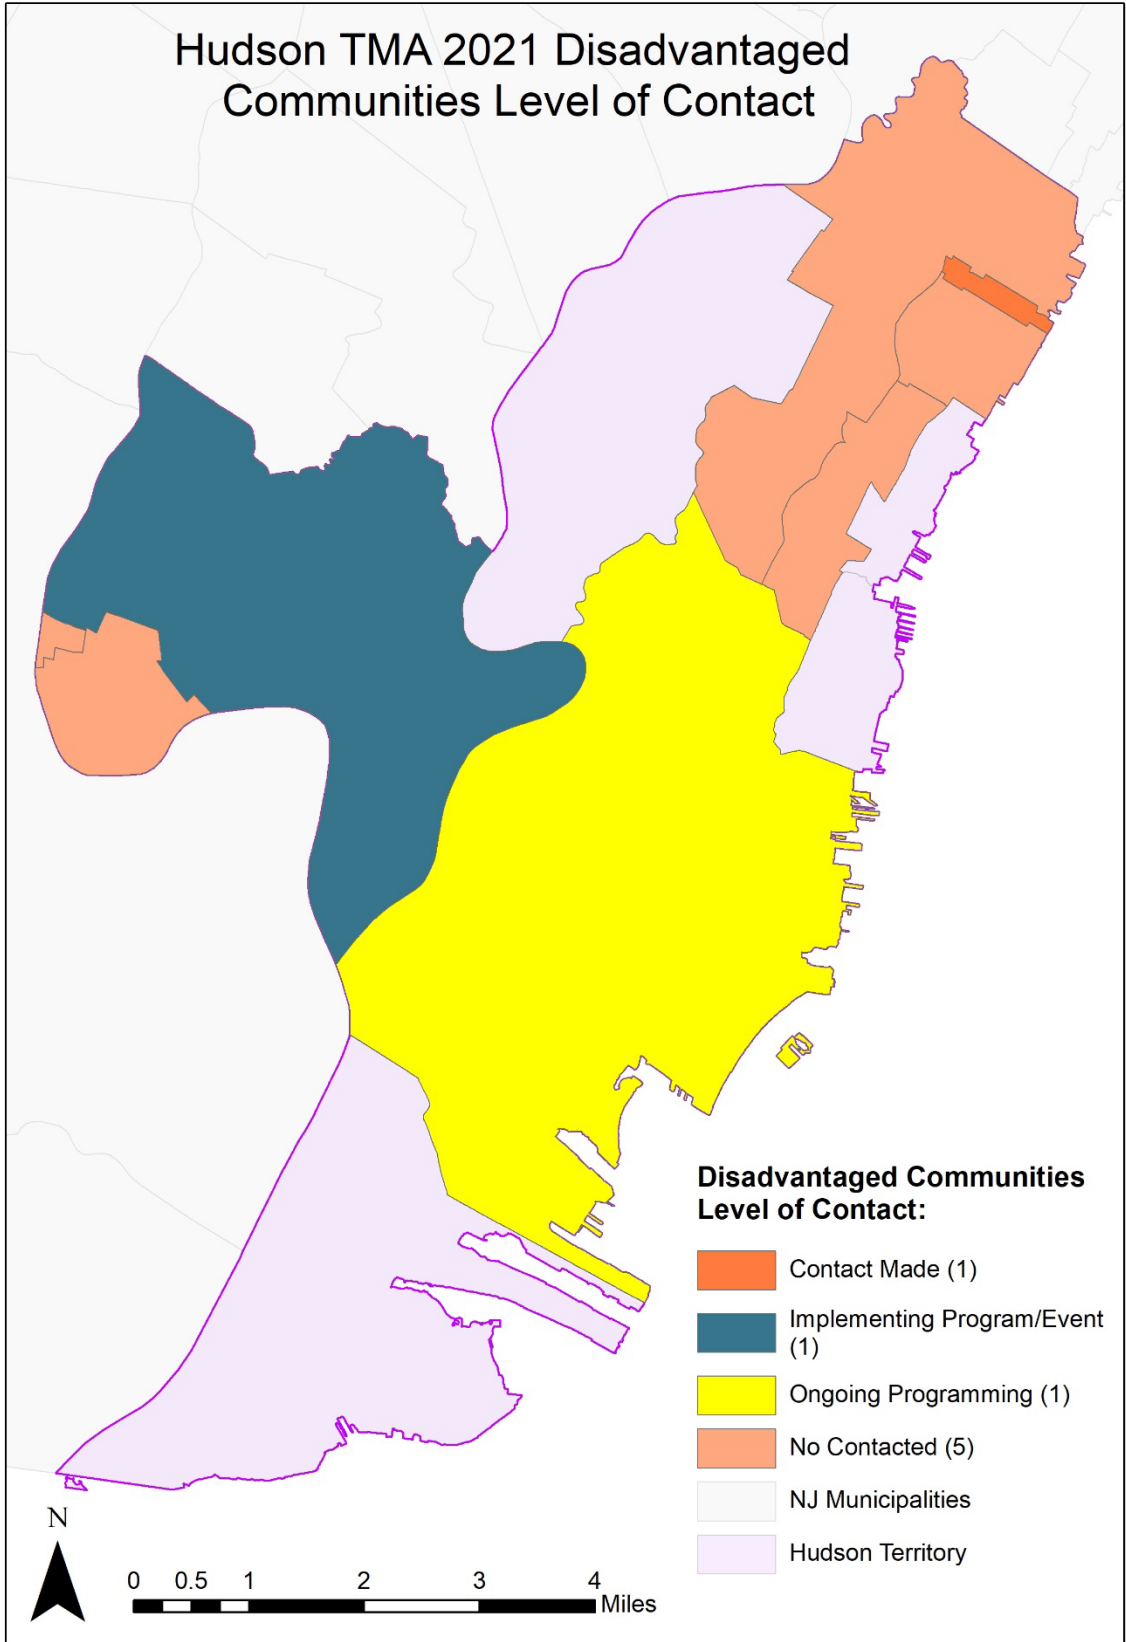 Hudson TMA 2021 Disadvantaged
Communities Level of Contact
Disadvantaged Communities
Level of Contact:
Contact Made (1)
Implementing Program/Event
(1)
Ongoing Programming (1)
No Contacted (5)
NJ Municipalities
Hudson Territory
N
0 0.5 1 2 3 4
Miles